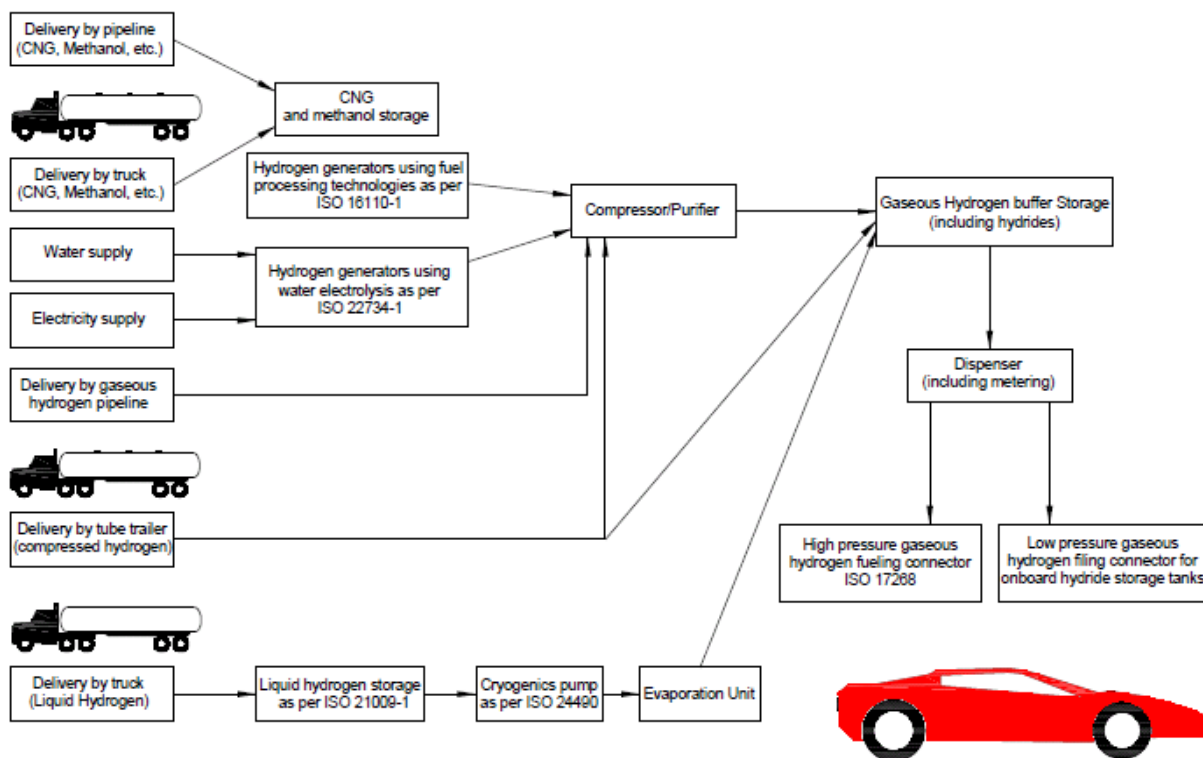 Delivery by pipeline
(CNG, Methanol, etc.)
CNG
and methanol storage
Delivery by truck
(CNG, Methanol, etc.)
Hydrogen generators using fuel
processing technologies as per
ISO 16110-1
Compressor/Purifier
Gaseous Hydrogen buffer Storage
(including hydrides)
Water supply
Hydrogen generators using
water electrolysis as per
ISO 22734-1
Electricity supply
Delivery by gaseous
hydrogen pipeline
Dispenser
(including metering)
Delivery by tube trailer
(compressed hydrogen)
High pressure gaseous
hydrogen fueling connector
ISO 17268
Low pressure gaseous
hydrogen filing connector for
onboard hydride storage tanks
Delivery by truck
(Liquid Hydrogen)
Liquid hydrogen storage
as per ISO 21009-1
Cryogenics pump
as per ISO 24490
Evaporation Unit